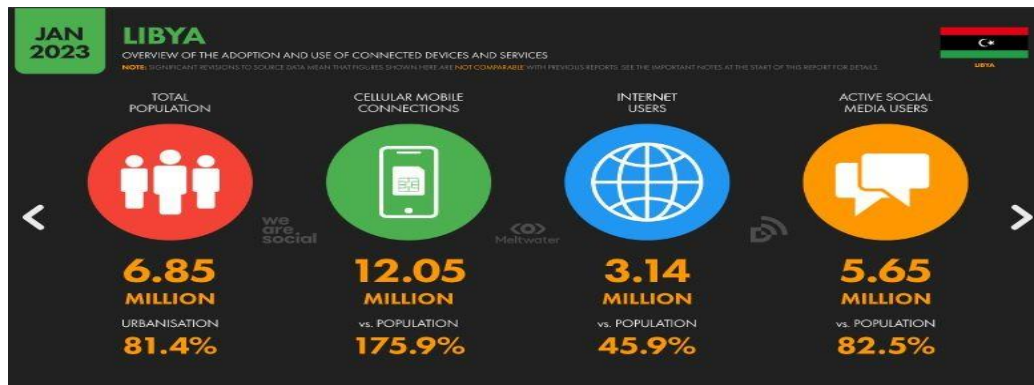 JAN
2023
LIBYA
OVERVIEW OF THE ADOPTION AND USE OF CONNECTED DEVICES AND SERVICES
NOTE: SIGNIFICANT REVISIONS TO SOURCE DATA MEAN THAT FIGURES SHOWN HERE ARE NOT COMPARABLE WITH PREVIOUS REPORTS. SEE THE IMPORTANT NOTES AT THE START OF THIS REPORT FOR DETAILS
LIBYA
TOTAL
POPULATION
6.85
MILLION
URBANISATION
81.4%
we
are
social
CELLULAR MOBILE
CONNECTIONS
12.05
MILLION
vs. POPULATION
175.9%
Meltwater
INTERNET
USERS
3.14
MILLION
vs. POPULATION
45.9%
ACTIVE SOCIAL
MEDIA USERS
5.65
MILLION
vs. POPULATION
82.5%